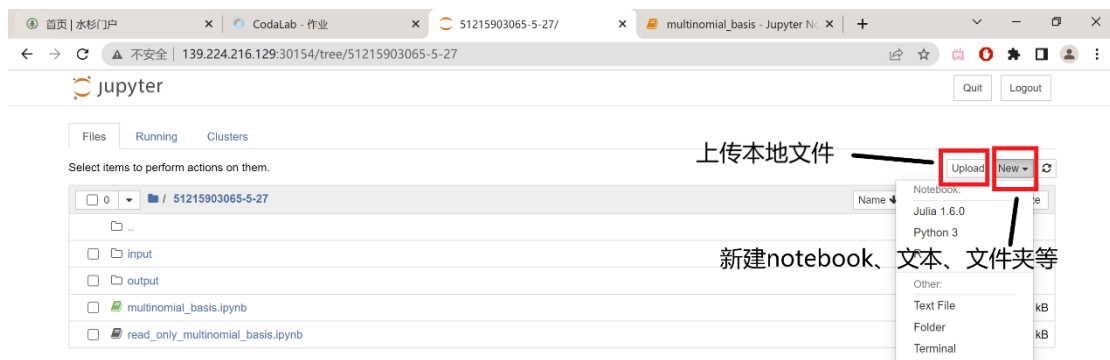 首页|水杉门户
CodaLab - 作业
51215903065-5-27/
multinomial_basis - Jupyter No
不安全 | 139.224.216.129:30154/tree/51215903065-5-27
jupyter
Quit
Logout
Files
Running
Clusters
上传本地文件
Select items to perform actions on them.
Upload
New
0
/ 51215903065-5-27
Name
Notebook:
Julia 1.6.0
..
Python 3
input
新建notebook、文本、文件夹等
output
Other:
multinomial_basis.ipynb
Text File
kB
Folder
read_only_multinomial_basis.ipynb
kB
Terminal